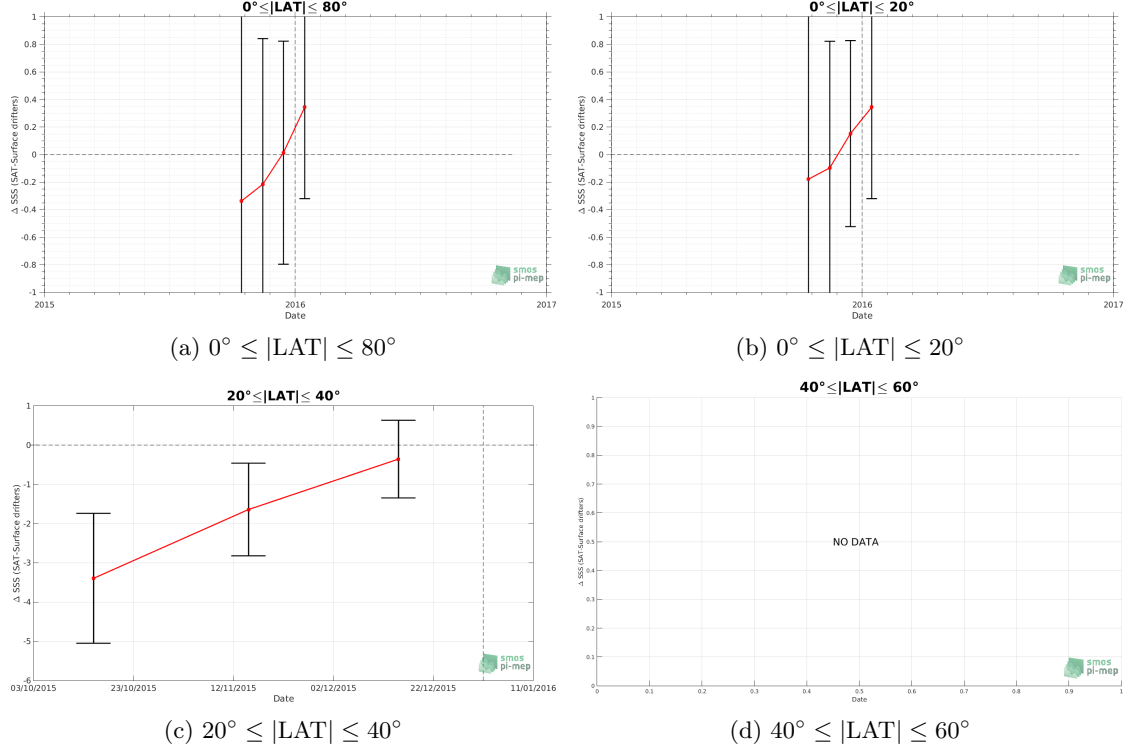 0°≤|LAT|≤ 80°
Δ SSS (SAT-Surface drifters)
1
0.8
0.6
0.4
0.2
0
-0.2
-0.4
-0.6
-0.8
-1
2015
2016
2017
Date
smos
pi-mep
(a) 0° ≤ |LAT| ≤ 80°
0°≤|LAT|≤ 20°
Δ SSS (SAT-Surface drifters)
1
0.8
0.6
0.4
0.2
0
-0.2
-0.4
-0.6
-0.8
-1
2015
2016
2017
Date
smos
pi-mep
(b) 0° ≤ |LAT| ≤ 20°
20°≤|LAT|≤ 40°
Δ SSS (SAT-Surface drifters)
1
0
-1
-2
-3
-4
-5
-6
03/10/2015
23/10/2015
12/11/2015
02/12/2015
22/12/2015
11/01/2016
Date
smos
pi-mep
(c) 20° ≤ |LAT| ≤ 40°
40°≤|LAT|≤ 60°
Δ SSS (SAT-Surface drifters)
1
0.9
0.8
0.7
0.6
0.5
0.4
0.3
0.2
0.1
0
NO DATA
0
0.1
0.2
0.3
0.4
0.5
0.6
0.7
0.8
0.9
1
Date
smos
pi-mep
(d) 40° ≤ |LAT| ≤ 60°